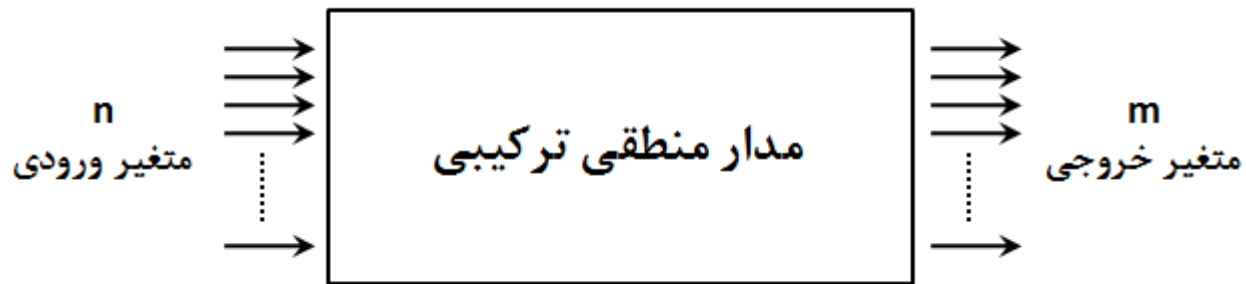 n
متغیر ورودی
مدار منطقی ترکیبی
m
متغیر خروجی